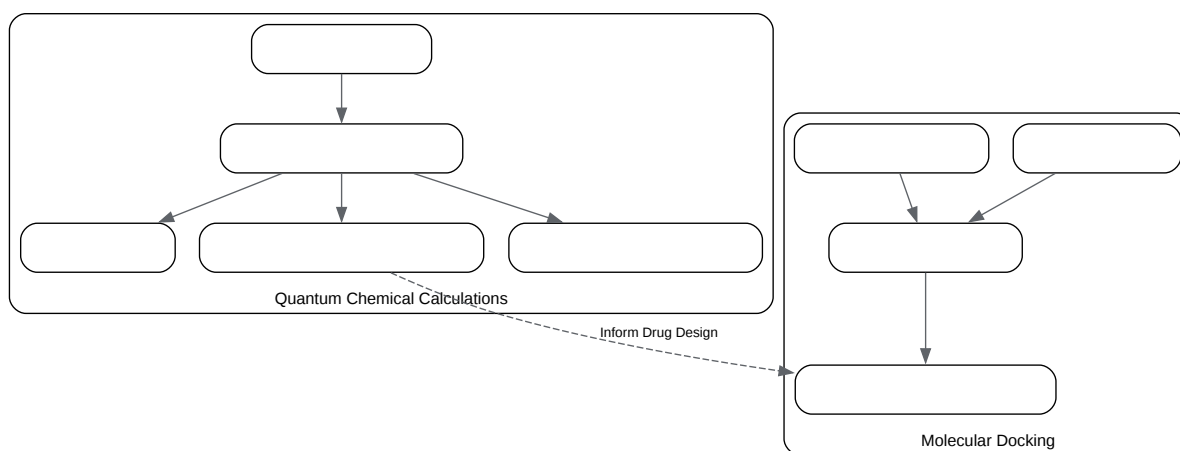 Quantum Chemical Calculations
Inform Drug Design
Molecular Docking